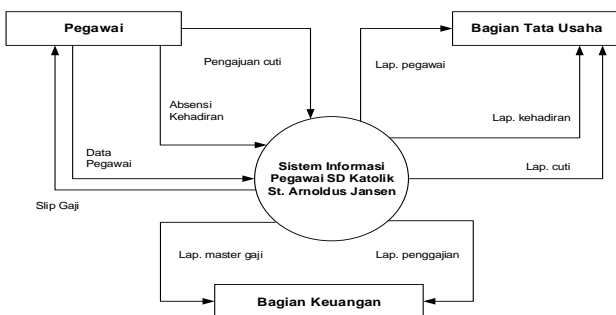 Pegawai
Bagian Tata Usaha
Pengajuan cuti
Lap. pegawai
Absensi
Kehadiran
Lap. kehadiran
Data
Pegawai
Sistem Informasi
Pegawai SD Katolik
St. Arnoldus Jansen
Lap. cuti
Slip Gaji
Lap. master gaji
Lap. penggajian
Bagian Keuangan